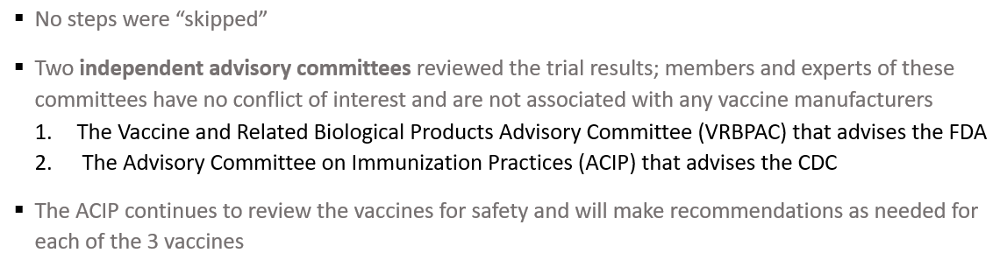 ▪ No steps were “skipped”
▪ Two independent advisory committees reviewed the trial results; members and experts of these
committees have no conflict of interest and are not associated with any vaccine manufacturers
1. The Vaccine and Related Biological Products Advisory Committee (VRBPAC) that advises the FDA
2. The Advisory Committee on Immunization Practices (ACIP) that advises the CDC
▪ The ACIP continues to review the vaccines for safety and will make recommendations as needed for
each of the 3 vaccines